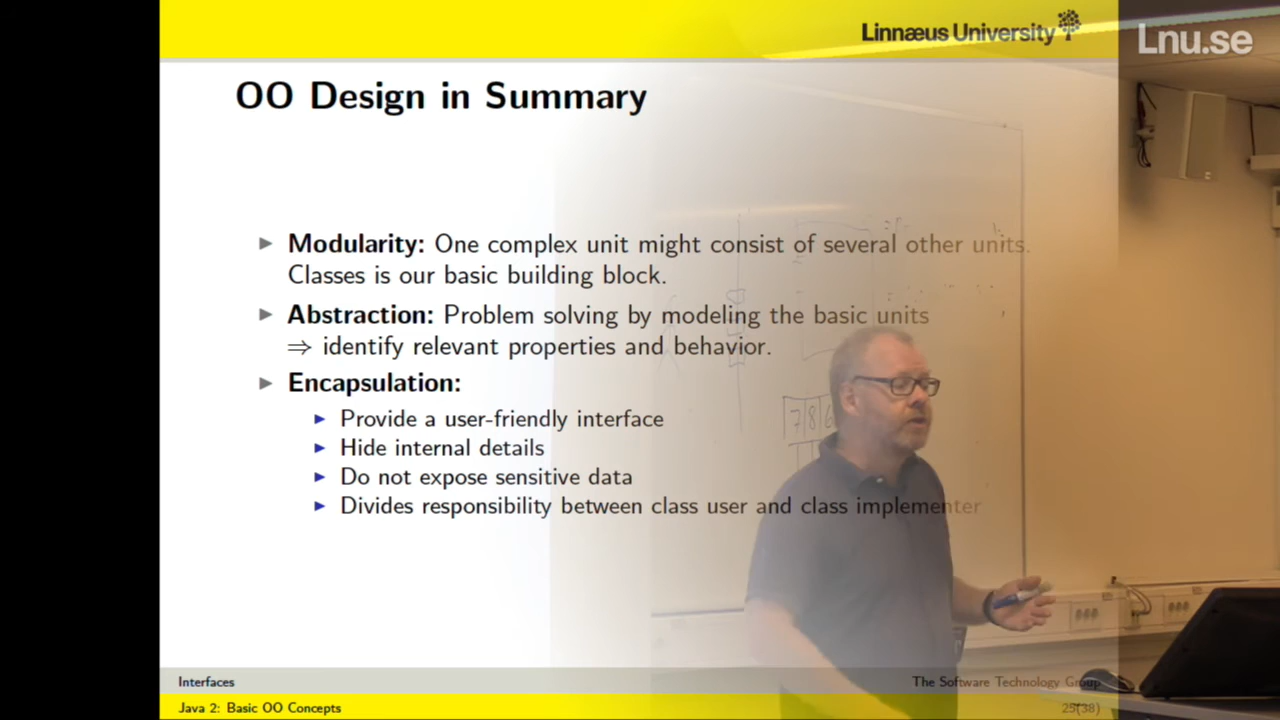 Linnæus University
Lnu.se
OO Design in Summary
Modularity: One complex unit might consist of several other units.
Classes is our basic building block.
Abstraction: Problem solving by modeling the basic units
⇒ identify relevant properties and behavior.
Encapsulation:
Provide a user-friendly interface
Hide internal details
Do not expose sensitive data
Divides responsibility between class user and class implementer
7 8 6
Interfaces
The Software Technology Group
Java 2: Basic OO Concepts
25(38)